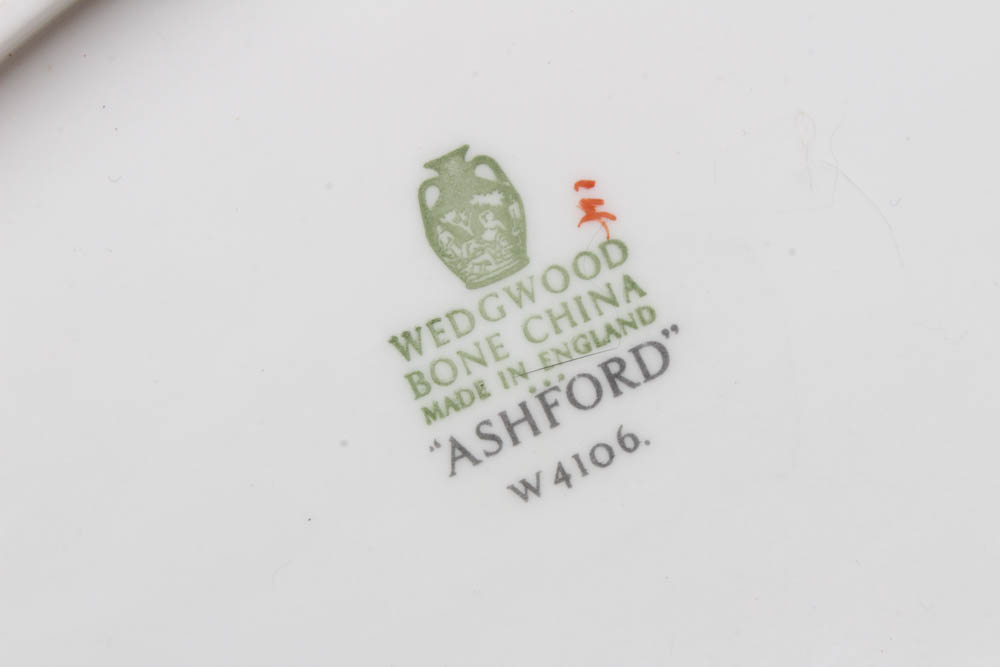 WEDGWOOD
BONE CHINA
MADE IN ENGLAND
"ASHFORD"
W4106.